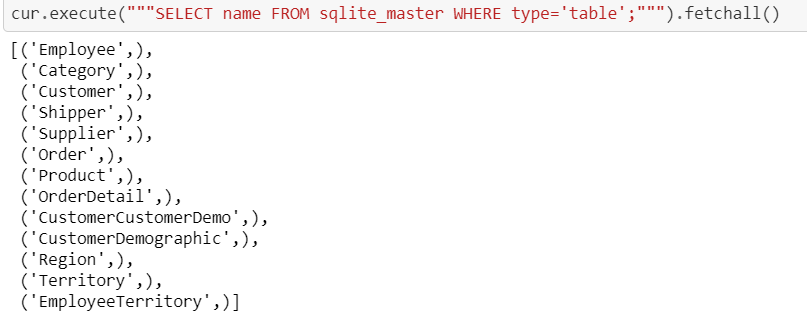 cur.execute("""SELECT name FROM sqlite_master WHERE type='table';""").fetchall()
[('Employee',),
('Category',),
('Customer',),
('Shipper',),
('Supplier',),
('Order',),
('Product',),
('OrderDetail',),
('CustomerCustomerDemo',),
('CustomerDemographic',),
('Region',),
('Territory',),
('EmployeeTerritory',)]